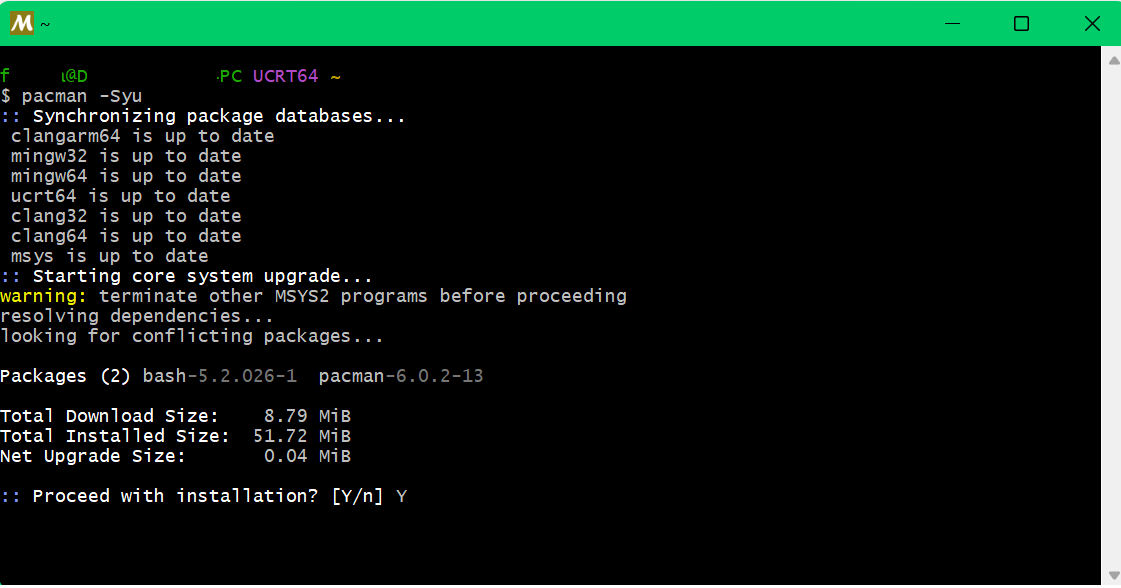 ~
@D -PC UCRT64 ~
$ pacman -Syu
:: Synchronizing package databases...
clangarm64 is up to date
mingw32 is up to date
mingw64 is up to date
ucrt64 is up to date
clang32 is up to date
clang64 is up to date
msys is up to date
:: Starting core system upgrade...
warning: terminate other MSYS2 programs before proceeding
resolving dependencies...
looking for conflicting packages...
Packages (2) bash-5.2.026-1 pacman-6.0.2-13
Total Download Size: 8.79 MiB
Total Installed Size: 51.72 MiB
Net Upgrade Size: 0.04 MiB
:: Proceed with installation? [Y/n] Y